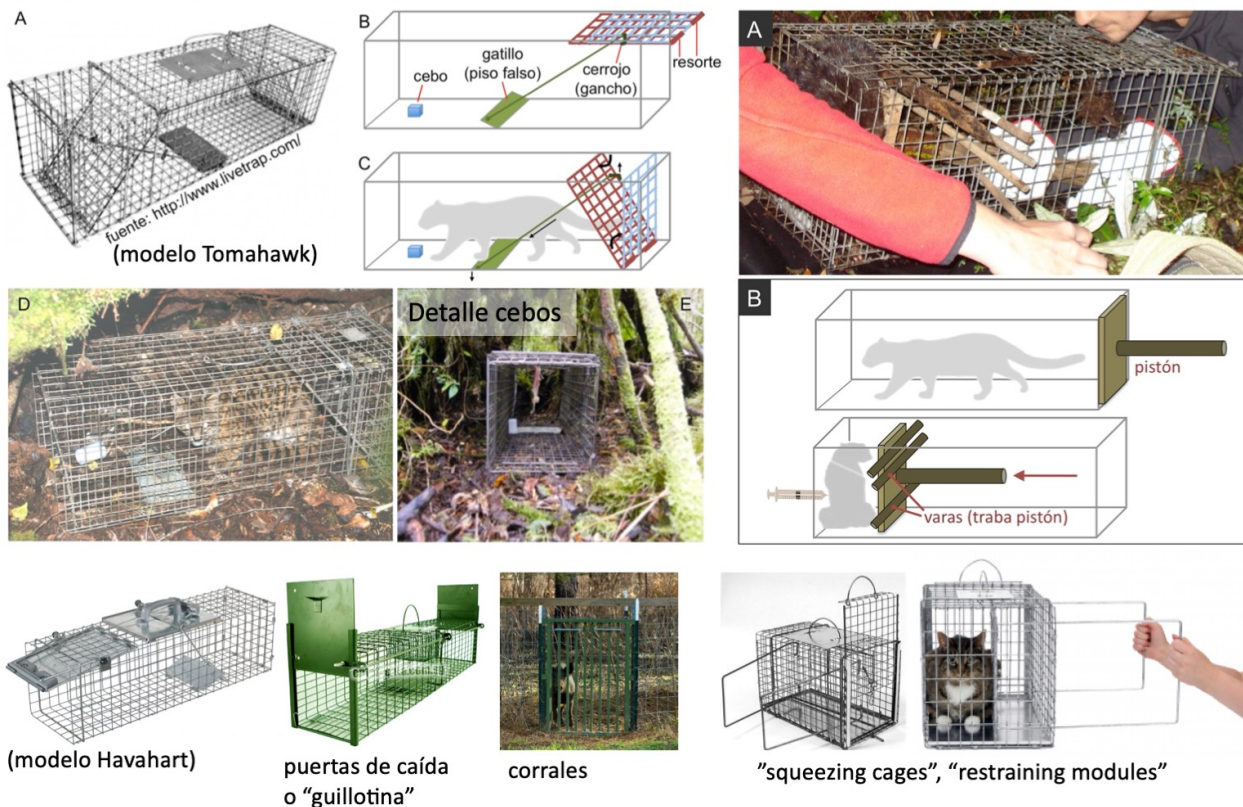 A
fuente: http://www.livetrap.com/
(modelo Tomahawk)
B
cebo
gatillo
(piso falso)
cerrojo
(gancho)
resorte
C
A
D
Detalle cebos
E
B
pistón
varas (traba pistón)
(modelo Havahart)
puertas de caída
o “guillotina”
corrales
”squeezing cages”, “restraining modules”